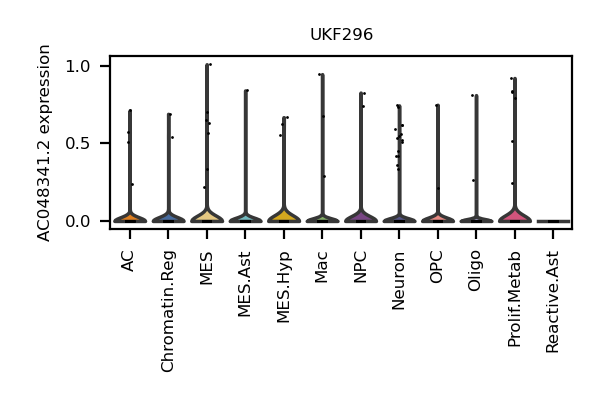 UKF296
AC048341.2 expression
1.0
0.5
0.0
AC
Chromatin.Reg
MES
MES.Ast
MES.Hyp
Mac
NPC
Neuron
OPC
Oligo
Prolif.Metab
Reactive.Ast